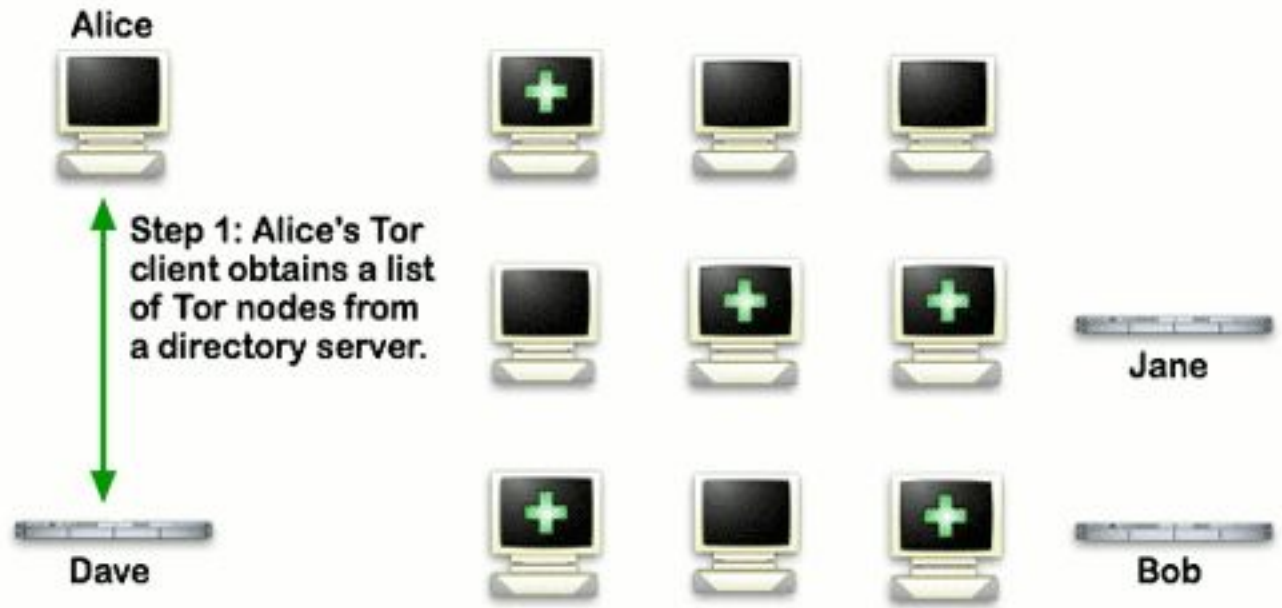 Alice
Step 1: Alice's Tor
client obtains a list
of Tor nodes from
a directory server.
Jane
Dave
Bob